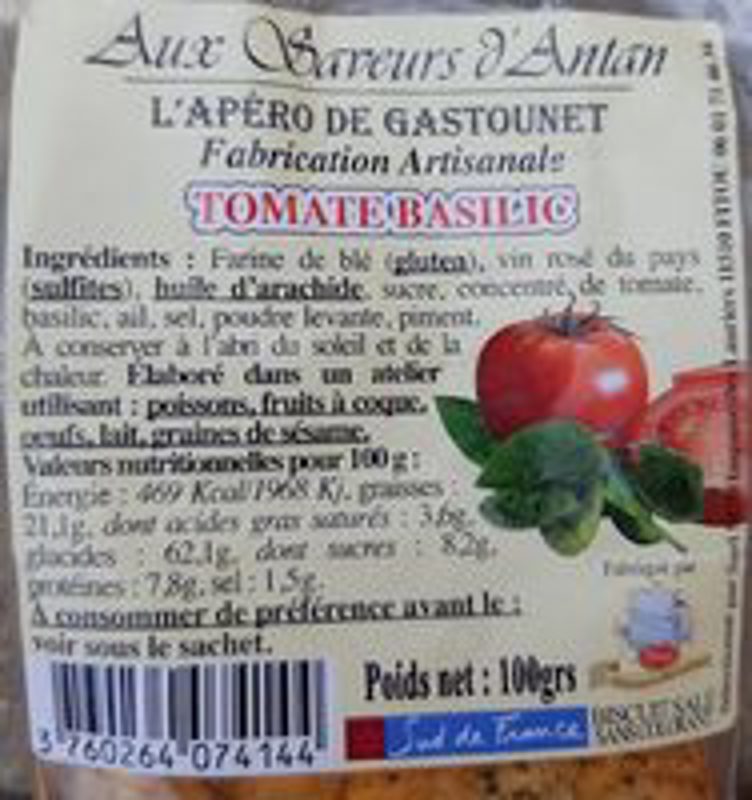 Aux Saveurs d'Antan
L'APÉRO DE GASTOUNET
Fabrication Artisanale
TOMATE BASILIC
Ingrédients : Farine de blé (gluten), vin rosé du pays
(sulfites), huile d'arachide, sucre, concentré de tomate,
basilic, ail, sel, poudre levante, piment.
A conserver à l'abri du soleil et de la
chaleur. Elaboré dans un atelier
utilisant : poissons, fruits à coque,
oeufs, lait, graines de sésame.
Valeurs nutritionnelles pour 100 g :
Énergie : 469 Kcal/1968 Kj, graisses :
21,1g, dont acides gras saturés : 3,6g,
glucides : 62,1g, dont sucres : 8,2g,
protéines : 7,8g, sel : 1,5g.
A consommer de préférence avant le :
voir sous le sachet.
Fabriqué par
Poids net : 100grs
Sud de France
BISCUIT SALÉ
3 760264 074144